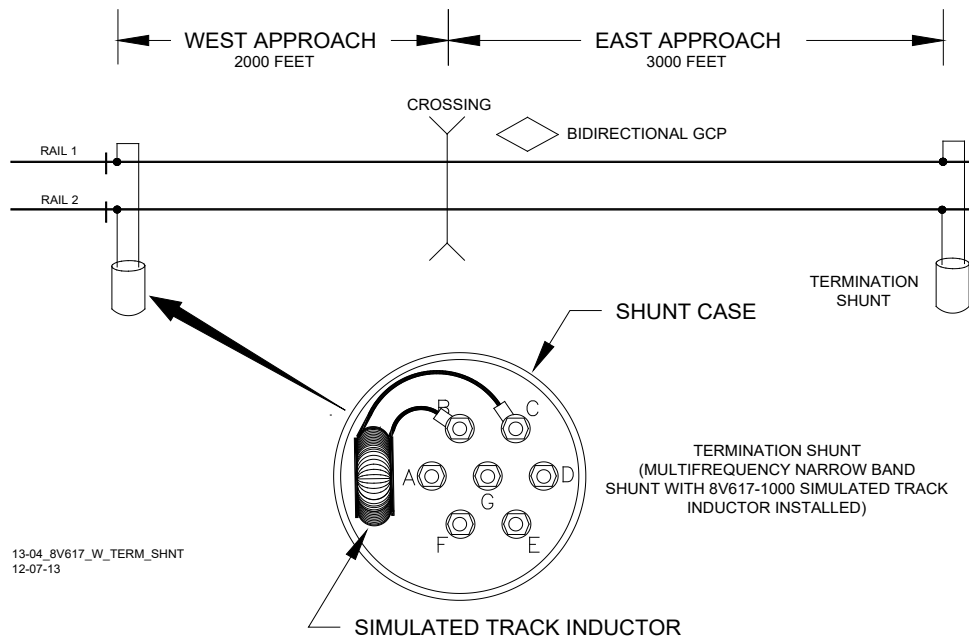 WEST APPROACH
2000 FEET
EAST APPROACH
3000 FEET
CROSSING
BIDIRECTIONAL GCP
RAIL 1
RAIL 2
TERMINATION
SHUNT
SHUNT CASE
B
C
A
G
D
F
E
TERMINATION SHUNT
(MULTIFREQUENCY NARROW BAND
SHUNT WITH 8V617-1000 SIMULATED TRACK
INDUCTOR INSTALLED)
13-04_8V617_W_TERM_SHNT
12-07-13
SIMULATED TRACK INDUCTOR